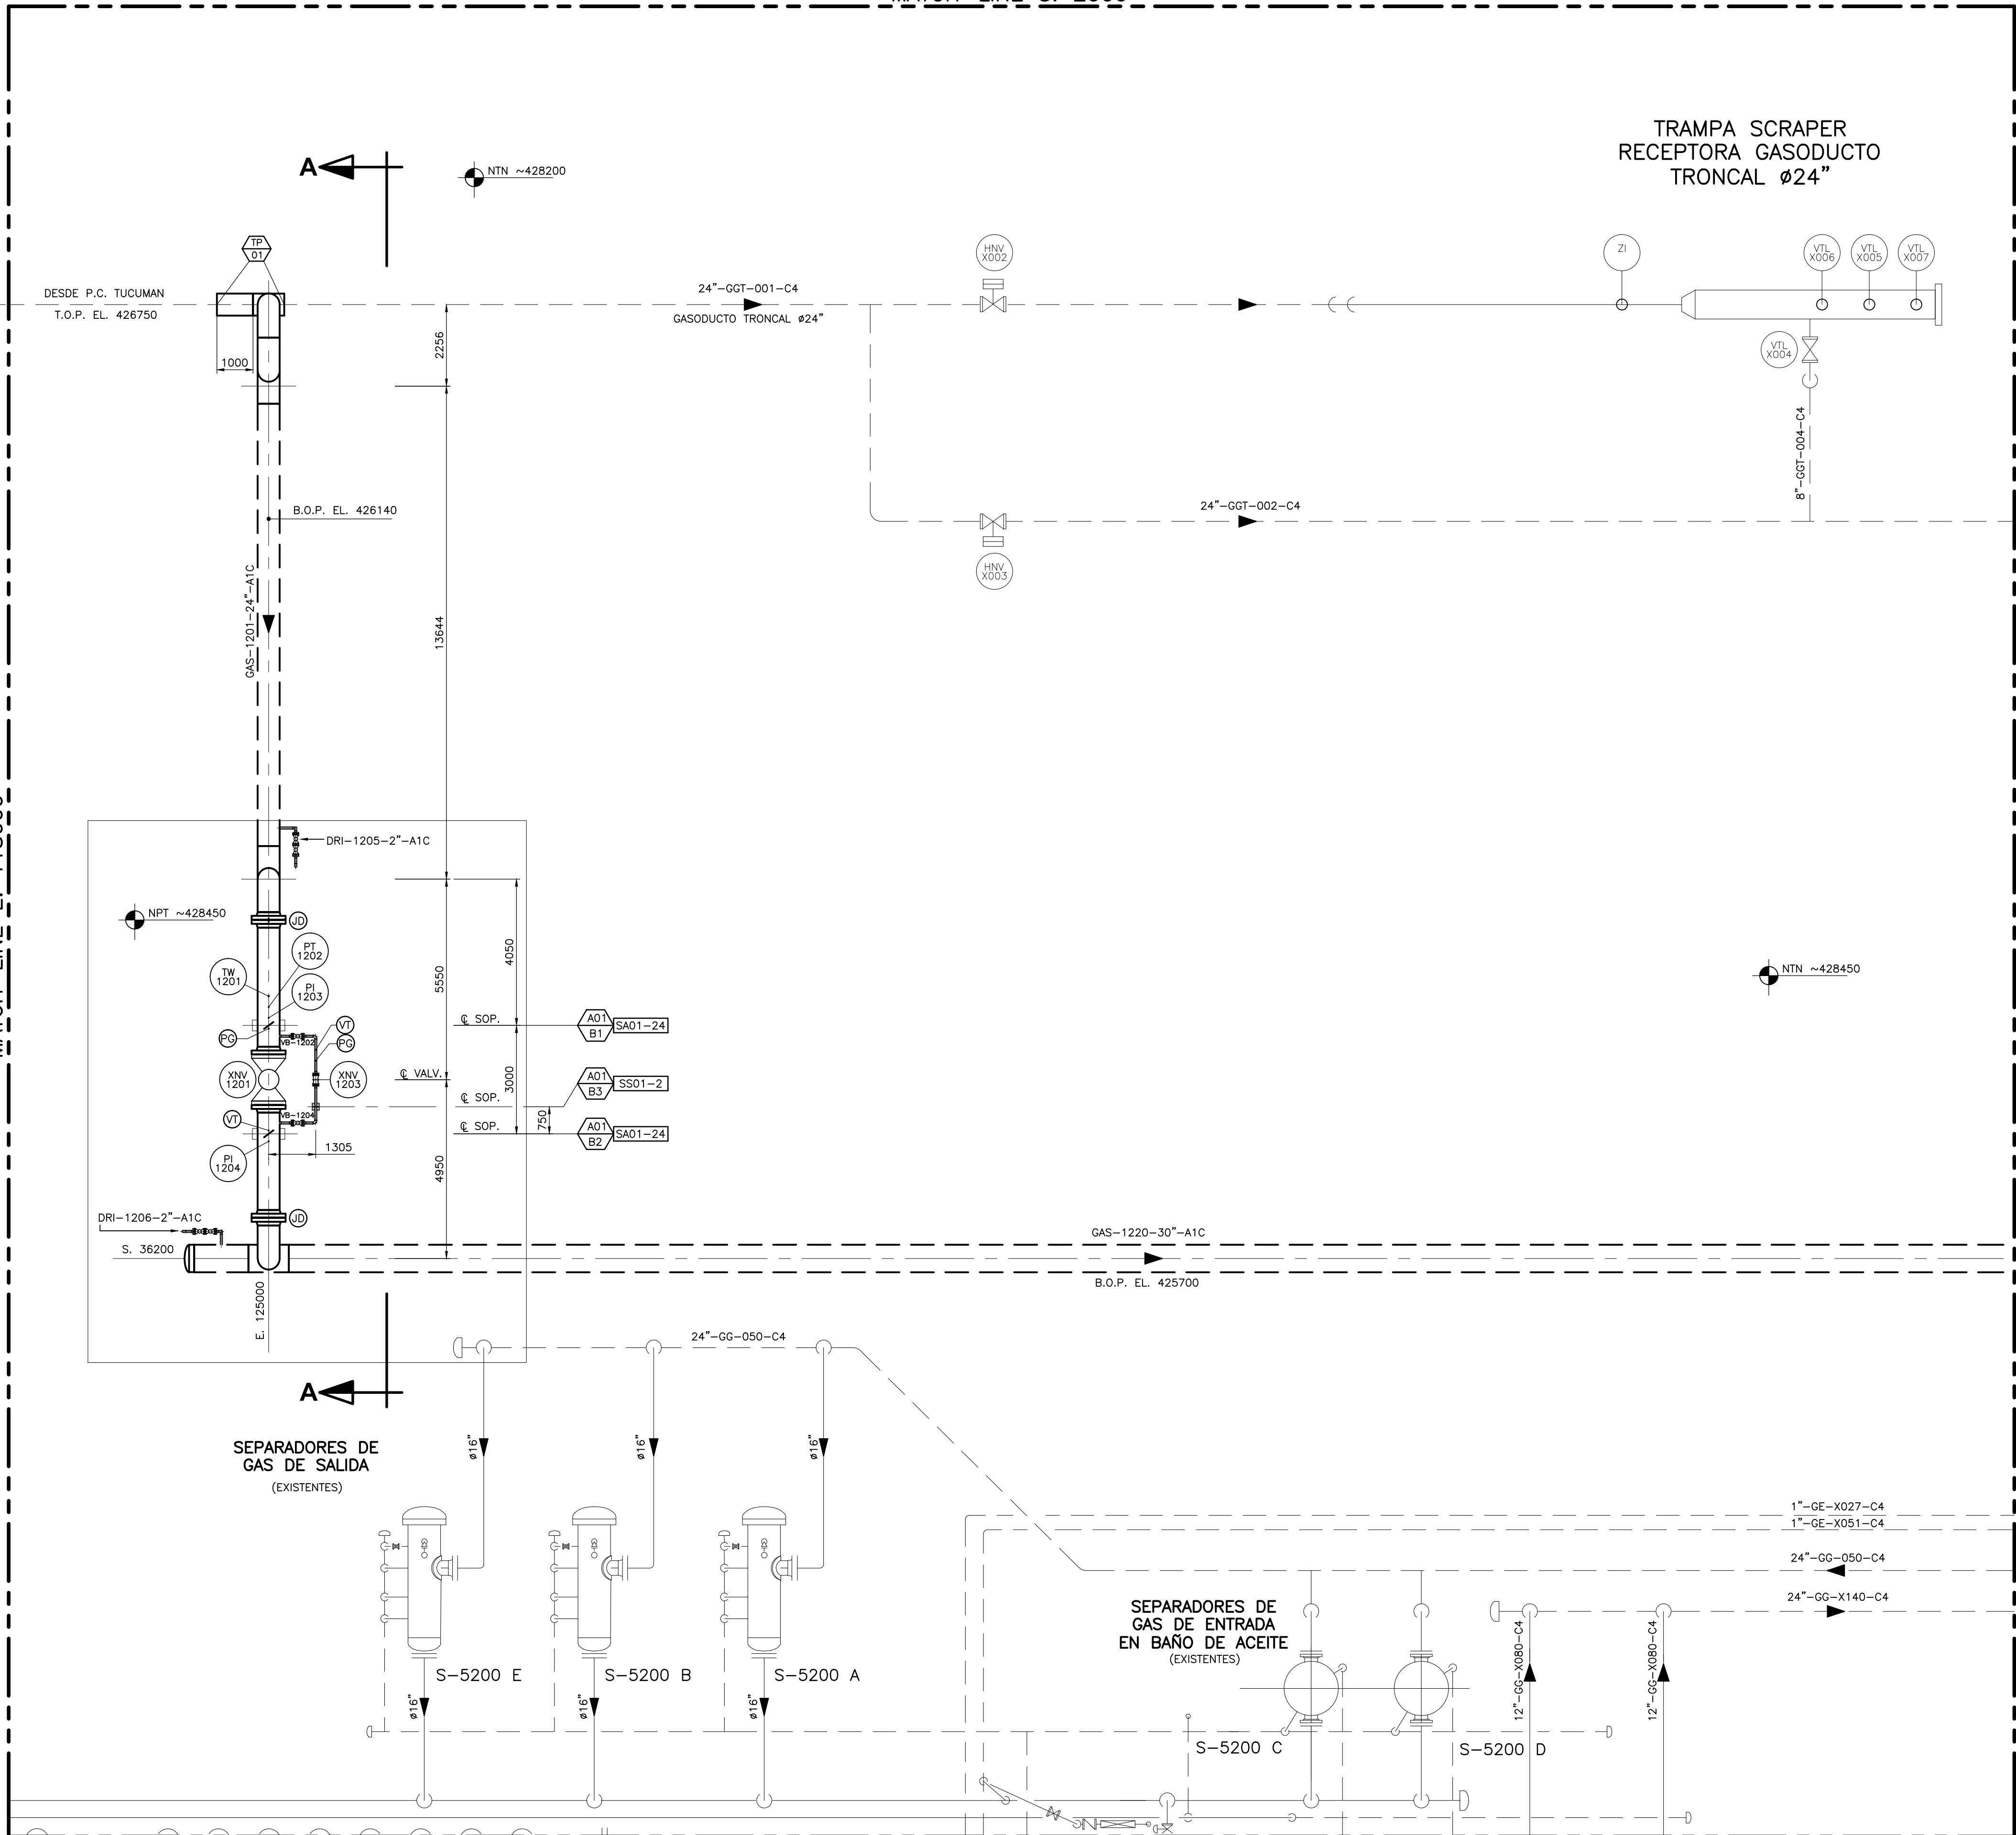 TRAMPA SCRAPER
RECEPTORA GASODUCTO
TRONCAL ø24"
A
NTN ~428200
TP
01
HNV
X002
ZI
VTL
X006
VTL
X005
VTL
X007
DESDE P.C. TUCUMAN
T.O.P. EL. 426750
24"-GGT-001-C4
GASODUCTO TRONCAL ø24"
2256
1000
VTL
X004
8"-GGT-004-C4
B.O.P. EL. 426140
24"-GGT-002-C4
HNV
X003
GAS-1201-24"-A1C
13644
DRI-1205-2"-A1C
NPT ~428450
JD
PT
1202
TW
1201
PI
1203
4050
5550
NTN ~428450
PG
VT
VB-1202
PG
℄ SOP.
A01
B1
SA01-24
XNV
1201
XNV
1203
℄ VALV.
3000
A01
B3
SS01-2
℄ SOP.
750
VT
VB-1204
℄ SOP.
A01
B2
SA01-24
1305
PI
1204
4950
DRI-1206-2"-A1C
JD
S. 36200
GAS-1220-30"-A1C
B.O.P. EL. 425700
E. 125000
24"-GG-050-C4
A
SEPARADORES DE
GAS DE SALIDA
(EXISTENTES)
ø16"
ø16"
ø16"
1"-GE-X027-C4
1"-GE-X051-C4
24"-GG-050-C4
24"-GG-X140-C4
SEPARADORES DE
GAS DE ENTRADA
EN BAÑO DE ACEITE
(EXISTENTES)
12"-GG-X080-C4
12"-GG-X080-C4
S-5200 E
S-5200 B
S-5200 A
ø16"
ø16"
ø16"
S-5200 C
S-5200 D